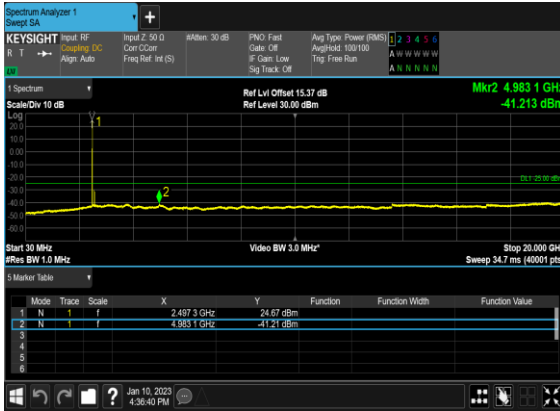 Spectrum Analyzer 1
Swept SA
+
KEYSIGHT Input: RF Input Z: 50 Ω #Atten: 30 dB PNO: Fast Avg Type: Power (RMS) 1 2 3 4 5 6
R T Coupling: DC Corr CCorr Gate: Off Avg|Hold: 100/100 A W W W W W
Align: Auto Freq Ref: Int (S) IF Gain: Low Trig: Free Run
LXI Sig Track: Off A N N N N N
1 Spectrum Ref Lvl Offset 15.37 dB Mkr2 4.983 1 GHz
Scale/Div 10 dB Ref Level 30.00 dBm -41.213 dBm
Log
20.0
10.0
0.00
-10.0
-20.0
-30.0
-40.0
-50.0
-60.0
1
2
DL1 -25.00 dBm
Start 30 MHz Video BW 3.0 MHz* Stop 20.000 GHz
#Res BW 1.0 MHz Sweep 34.7 ms (40001 pts)
5 Marker Table
Mode Trace Scale X Y Function Function Width Function Value
1 N 1 f 2.497 3 GHz 24.67 dBm
2 N 1 f 4.983 1 GHz -41.21 dBm
3
4
5
6
? Jan 10, 2023
4:36:40 PM